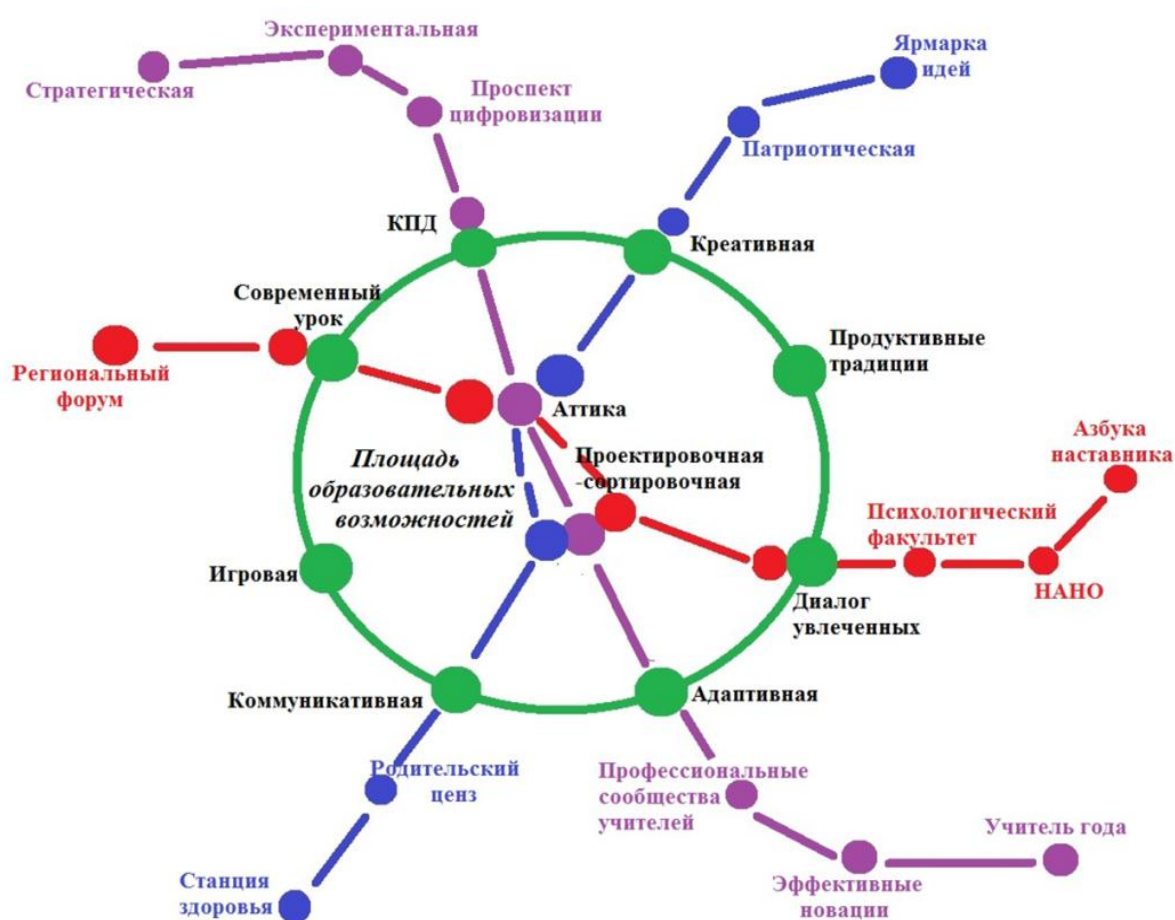 Экспериментальная
Стратегическая
Проспект
цифровизации
Ярмарка
идей
Патриотическая
КПД
Креативная
Современный
урок
Продуктивные
традиции
Региональный
форум
Аттика
Площадь
образовательных
возможностей
Проектировочная
-сортировочная
Азбука
наставника
Психологический
факультет
НАНО
Игровая
Диалог
увлеченных
Коммуникативная
Адаптивная
Родительский
ценз
Профессиональные
сообщества
учителей
Учитель года
Станция
здоровья
Эффективные
новации